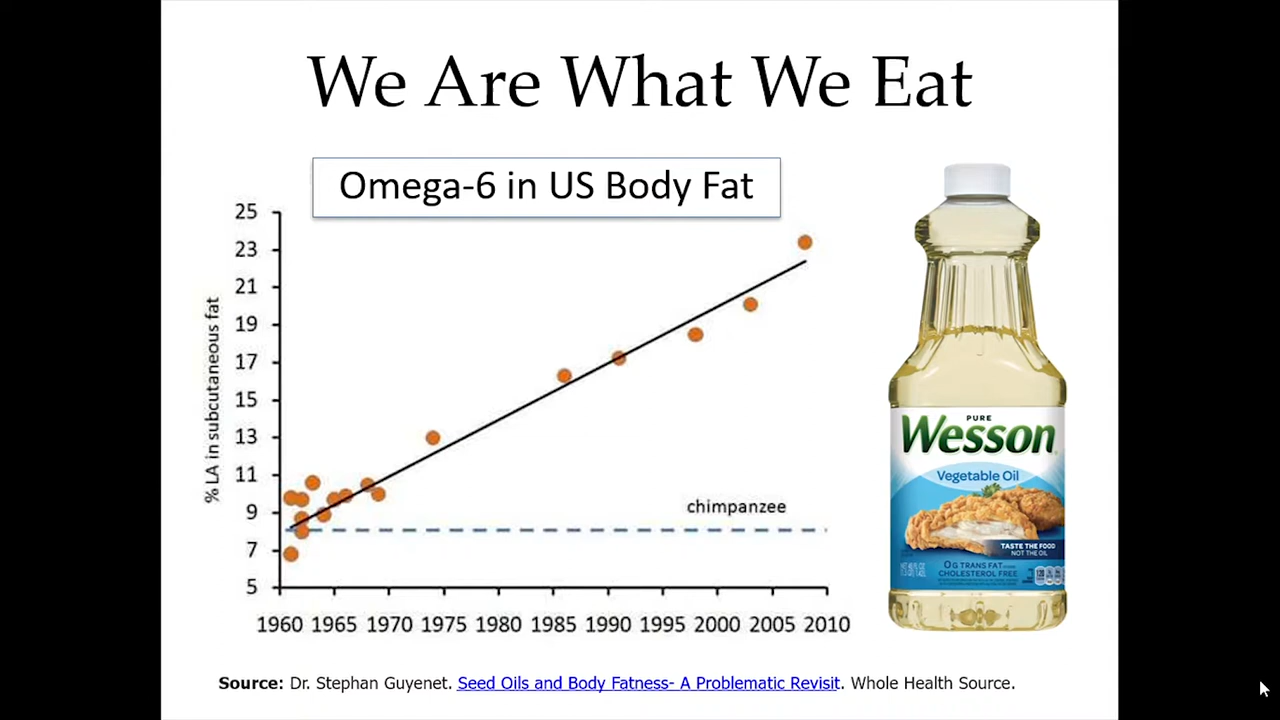 We Are What We Eat
Omega-6 in US Body Fat
25
23
21
19
17
15
13
11
9
7
5
% LA in subcutaneous fat
chimpanzee
1960 1965 1970 1975 1980 1985 1990 1995 2000 2005 2010
PURE
Wesson
Vegetable Oil
TASTE THE FOOD
NOT THE OIL
0G TRANS FAT
CHOLESTEROL FREE
Source: Dr. Stephan Guyenet. Seed Oils and Body Fatness- A Problematic Revisit. Whole Health Source.